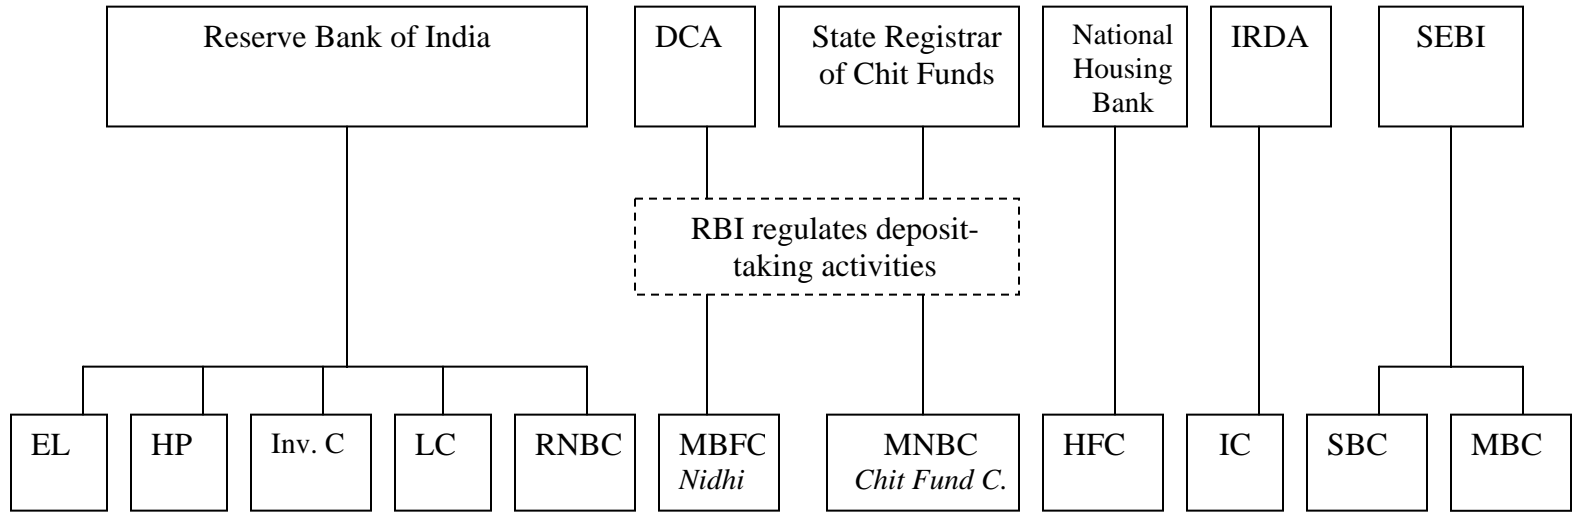 Reserve Bank of India
DCA
State Registrar
of Chit Funds
National
Housing
Bank
IRDA
SEBI
RBI regulates deposit-
taking activities
EL
HP
Inv. C
LC
RNBC
MBFC
Nidhi
MNBC
Chit Fund C.
HFC
IC
SBC
MBC